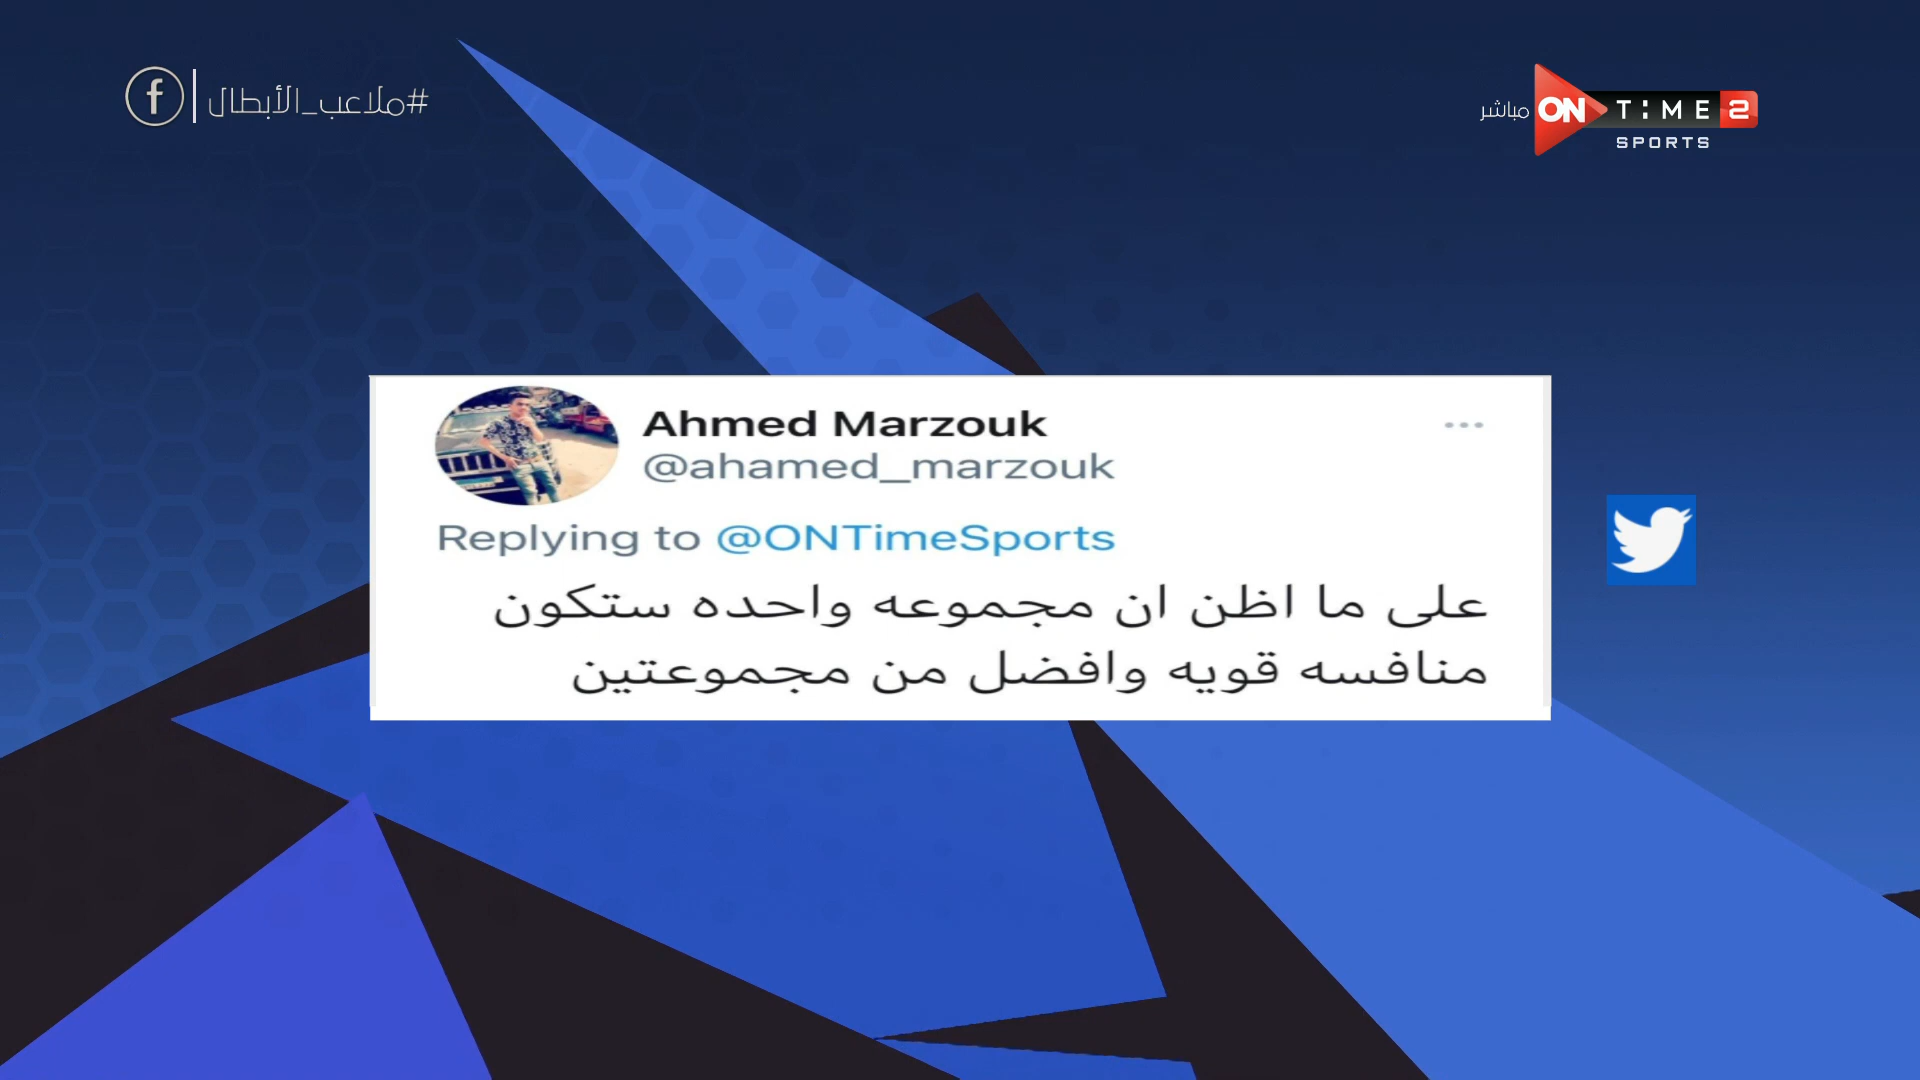 #ملاعب_الأبطال
مباشر ON TIME 2
SPORTS
Ahmed Marzouk
@ahamed_marzouk
Replying to @ONTimeSports
على ما اظن ان مجموعه واحده ستكون
منافسه قويه وافضل من مجموعتين